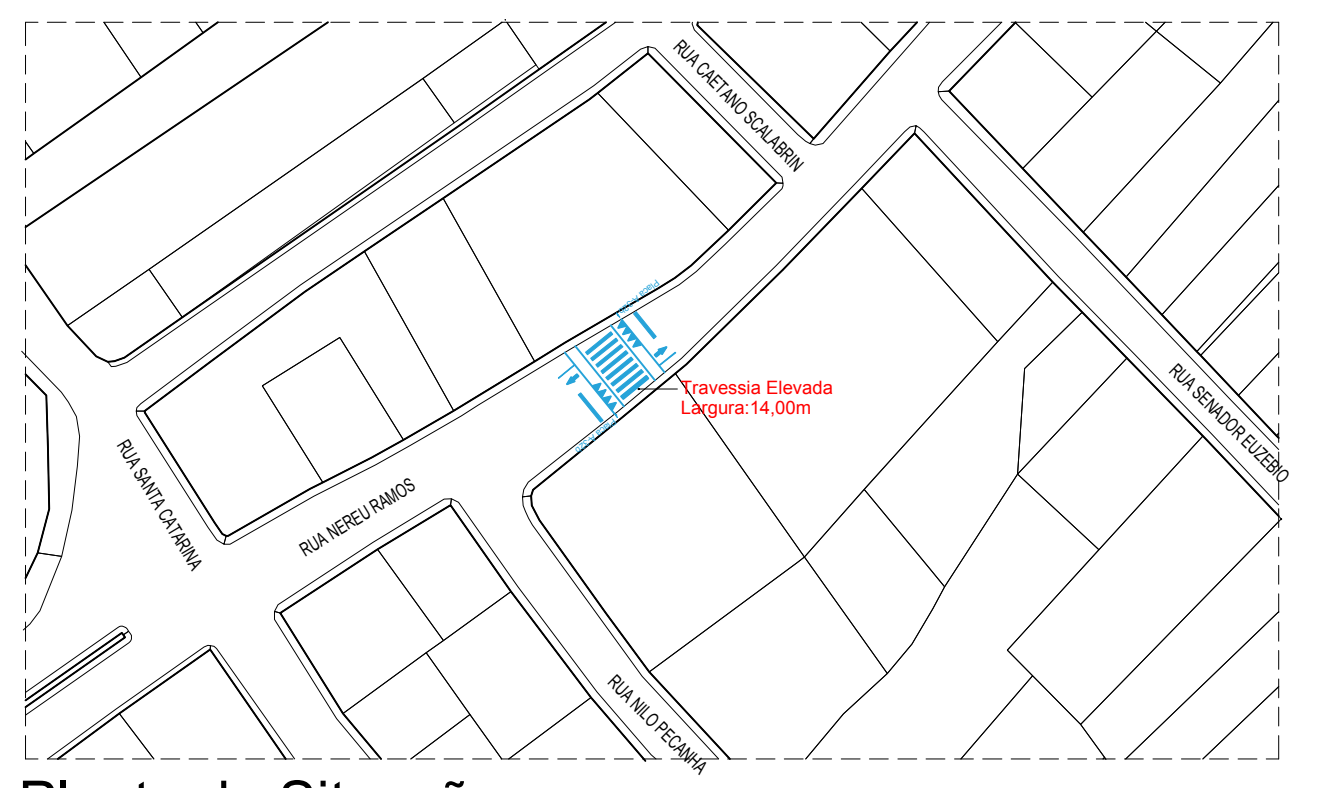 RUA CAETANO SCALABRIN
Travessia Elevada
Largura:14,00m
RUA SENADOR EUZEBIO
RUA SANTA CATARINA
RUA NEREU RAMOS
RUA NILO PECANHA